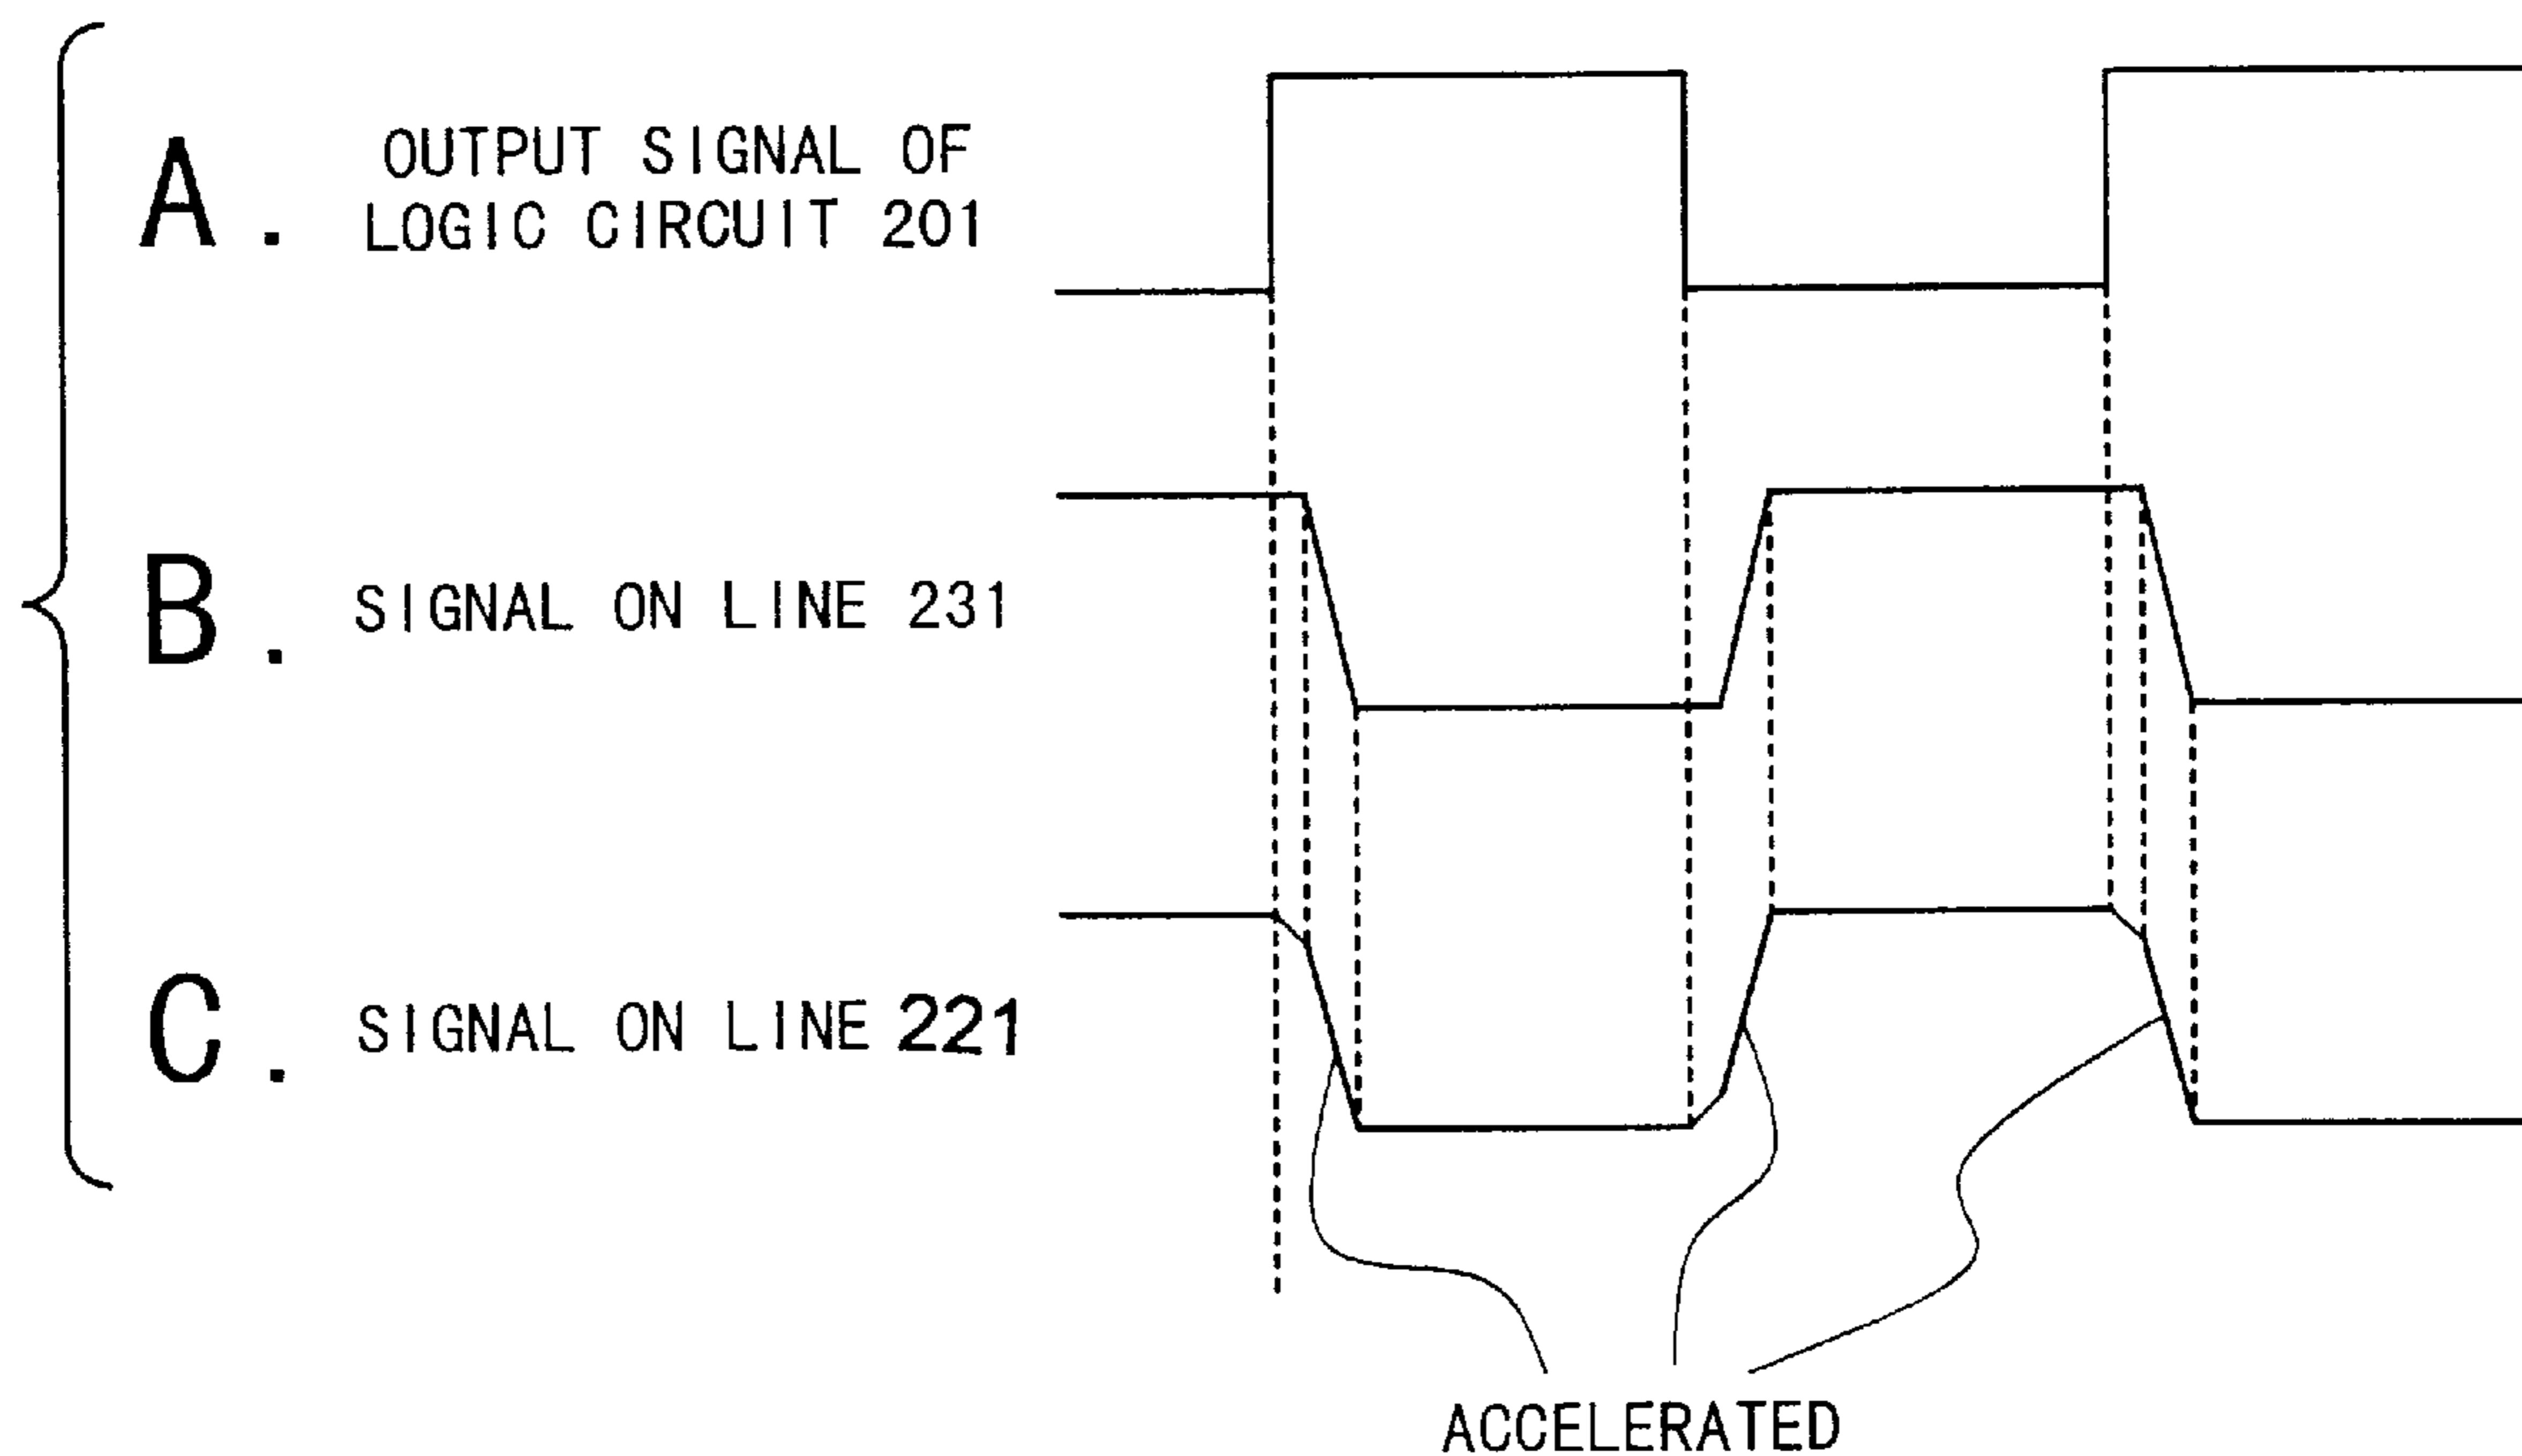 A. OUTPUT SIGNAL OF
LOGIC CIRCUIT 201
B. SIGNAL ON LINE 231
C. SIGNAL ON LINE 221
ACCELERATED